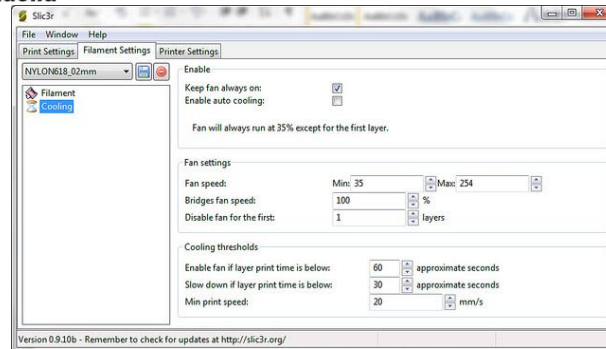 Slic3r
File Window Help
Print Settings Filament Settings Printer Settings
NYLON618_02mm
Filament
Cooling
Enable
Keep fan always on:
Enable auto cooling:
Fan will always run at 35% except for the first layer.
Fan settings
Fan speed: Min: 35 Max: 254
Bridges fan speed: 100 %
Disable fan for the first: 1 layers
Cooling thresholds
Enable fan if layer print time is below: 60 approximate seconds
Slow down if layer print time is below: 30 approximate seconds
Min print speed: 20 mm/s
Version 0.9.10b - Remember to check for updates at http://slic3r.org/